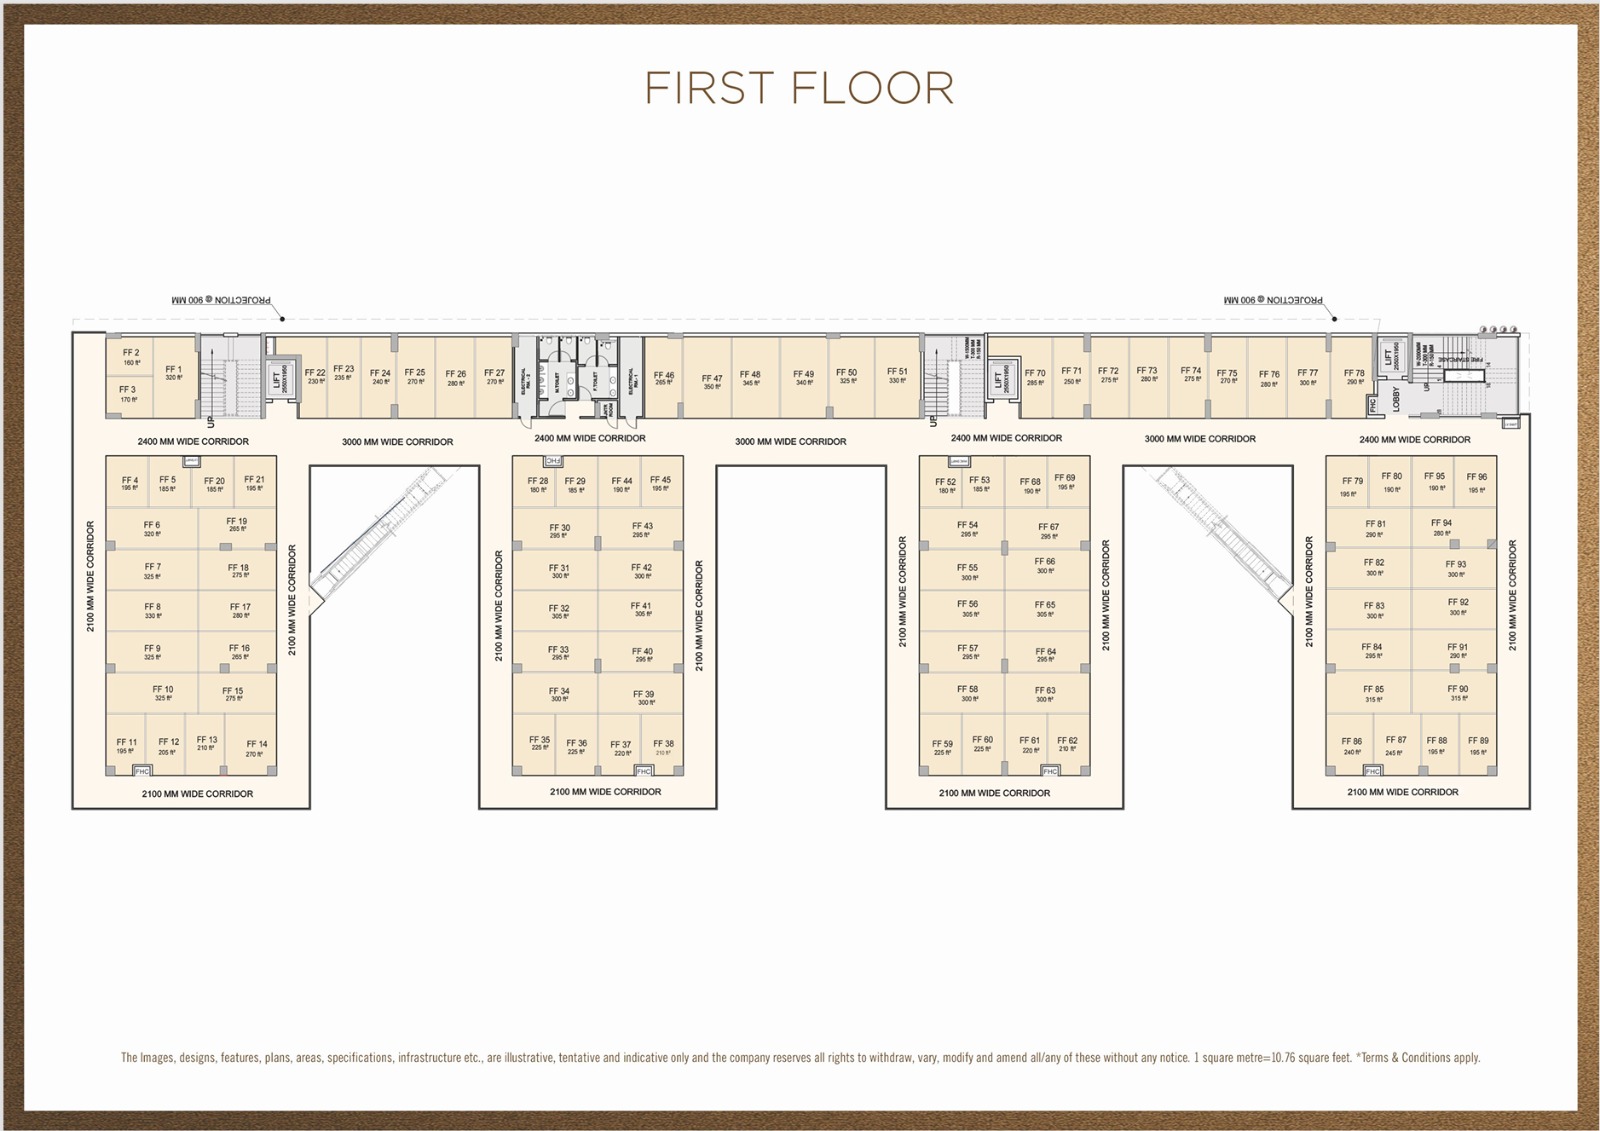 FIRST FLOOR
PROJECTION @ 900 MM
PROJECTION @ 900 MM
FF 2
160 ft²
FF 1
320 ft²
FF 3
170 ft²
UP
LIFT
2550X1950
FF 22
230 ft²
FF 23
235 ft²
FF 24
240 ft²
FF 25
270 ft²
FF 26
280 ft²
FF 27
270 ft²
ELECTRICAL
RM.- 2
M.TOILET
F.TOILET
ROOM
ELECTRICAL
RM.- 1
FF 46
265 ft²
FF 47
350 ft²
FF 48
345 ft²
FF 49
340 ft²
FF 50
325 ft²
FF 51
330 ft²
UP
LIFT
2550X1950
FF 70
285 ft²
FF 71
250 ft²
FF 72
275 ft²
FF 73
280 ft²
FF 74
275 ft²
FF 75
270 ft²
FF 76
280 ft²
FF 77
300 ft²
FF 78
290 ft²
LIFT
2550X1950
FHC
LOBBY
UP
FIRE STAIRCASE
2400 MM WIDE CORRIDOR
3000 MM WIDE CORRIDOR
2400 MM WIDE CORRIDOR
3000 MM WIDE CORRIDOR
2400 MM WIDE CORRIDOR
3000 MM WIDE CORRIDOR
2400 MM WIDE CORRIDOR
2100 MM WIDE CORRIDOR
FF 4
195 ft²
FF 5
185 ft²
FF 20
185 ft²
FF 21
195 ft²
FF 6
320 ft²
FF 19
265 ft²
FF 7
325 ft²
FF 18
275 ft²
FF 8
330 ft²
FF 17
280 ft²
FF 9
325 ft²
FF 16
265 ft²
FF 10
325 ft²
FF 15
275 ft²
FF 11
195 ft²
FF 12
205 ft²
FF 13
210 ft²
FF 14
270 ft²
FHC
2100 MM WIDE CORRIDOR
2100 MM WIDE CORRIDOR
2100 MM WIDE CORRIDOR
FHC
FF 28
180 ft²
FF 29
185 ft²
FF 44
190 ft²
FF 45
195 ft²
FF 30
295 ft²
FF 43
295 ft²
FF 31
300 ft²
FF 42
300 ft²
FF 32
305 ft²
FF 41
305 ft²
FF 33
295 ft²
FF 40
295 ft²
FF 34
300 ft²
FF 39
300 ft²
FF 35
225 ft²
FF 36
225 ft²
FF 37
220 ft²
FF 38
210 ft²
FHC
2100 MM WIDE CORRIDOR
2100 MM WIDE CORRIDOR
2100 MM WIDE CORRIDOR
FF 52
180 ft²
FF 53
185 ft²
FF 68
190 ft²
FF 69
195 ft²
FF 54
295 ft²
FF 67
295 ft²
FF 55
300 ft²
FF 66
300 ft²
FF 56
305 ft²
FF 65
305 ft²
FF 57
295 ft²
FF 64
295 ft²
FF 58
300 ft²
FF 63
300 ft²
FF 59
225 ft²
FF 60
225 ft²
FF 61
220 ft²
FF 62
210 ft²
FHC
2100 MM WIDE CORRIDOR
2100 MM WIDE CORRIDOR
2100 MM WIDE CORRIDOR
FF 79
195 ft²
FF 80
190 ft²
FF 95
190 ft²
FF 96
195 ft²
FF 81
290 ft²
FF 94
280 ft²
FF 82
300 ft²
FF 93
300 ft²
FF 83
300 ft²
FF 92
300 ft²
FF 84
295 ft²
FF 91
290 ft²
FF 85
315 ft²
FF 90
315 ft²
FF 86
240 ft²
FF 87
245 ft²
FF 88
195 ft²
FF 89
195 ft²
FHC
2100 MM WIDE CORRIDOR
2100 MM WIDE CORRIDOR
The Images, designs, features, plans, areas, specifications, infrastructure etc., are illustrative, tentative and indicative only and the company reserves all rights to withdraw, vary, modify and amend all/any of these without any notice. 1 square metre=10.76 square feet. *Terms & Conditions apply.